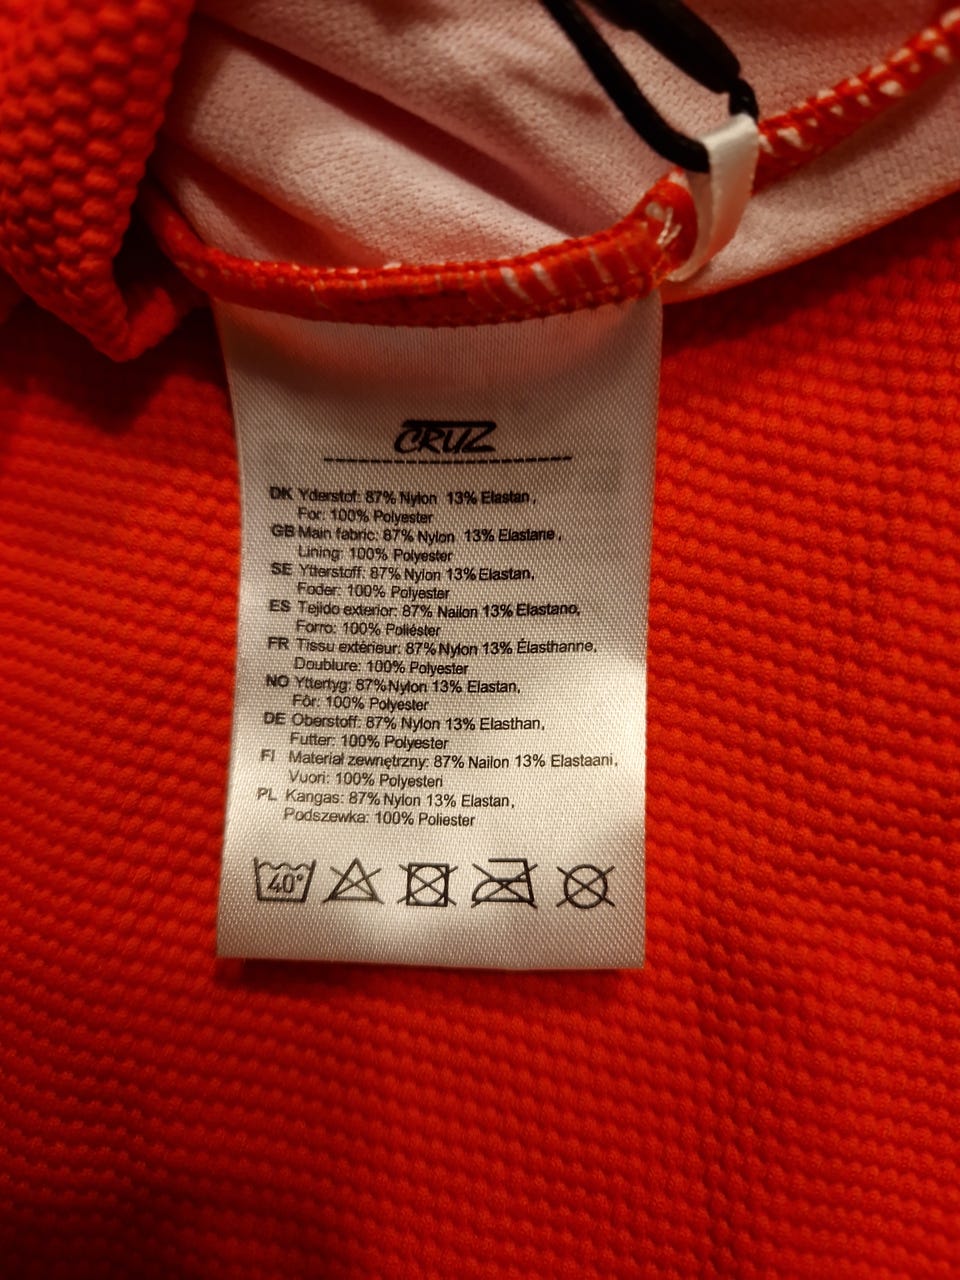 CRUZ
DK Yderstof: 87% Nylon 13% Elastan,
For: 100% Polyester
GB Main fabric: 87% Nylon 13% Elastane,
Lining: 100% Polyester
SE Ytterstoff: 87% Nylon 13% Elastan,
Foder: 100% Polyester
ES Tejido exterior: 87% Nailon 13% Elastano,
Forro: 100% Poliéster
FR Tissu extérieur: 87% Nylon 13% Élasthanne,
Doublure: 100% Polyester
NO Yttertyg: 87% Nylon 13% Elastan,
Fôr: 100% Polyester
DE Oberstoff: 87% Nylon 13% Elasthan,
Futter: 100% Polyester
FI Materiał zewnętrzny: 87% Nailon 13% Elastaani,
Vuori: 100% Polyesteri
PL Kangas: 87% Nylon 13% Elastan,
Podszewka: 100% Poliester
40°